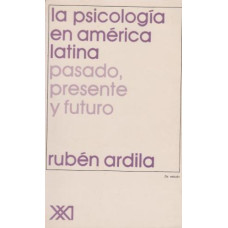 la psicología
en américa
latina
pasado,
presente
y futuro
rubén ardila